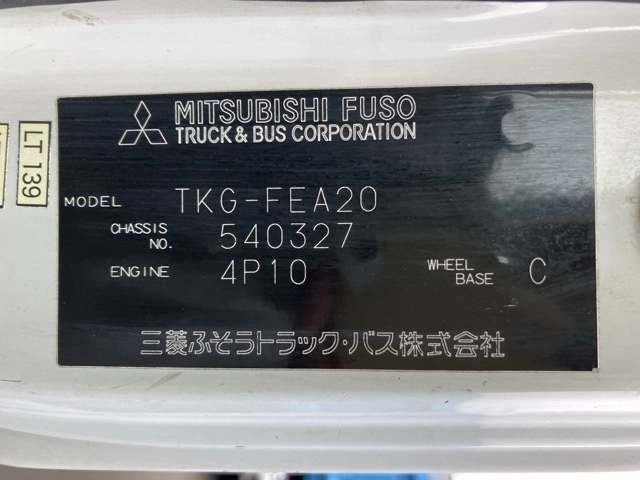 MITSUBISHI FUSO
TRUCK & BUS CORPORATION
LT 139
MODEL TKG-FEA20
CHASSIS NO. 540327
ENGINE 4P10 WHEEL BASE C
三菱ふそうトラック・バス株式会社